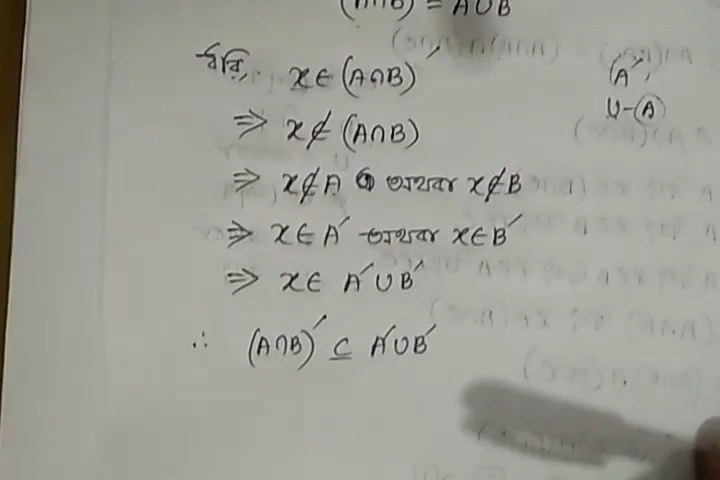 (A∩B)′ = A′∪B′
ধরি, x ∈ (A∩B)′
⇒ x ∉ (A∩B)
⇒ x ∉ A অথবা x ∉ B
⇒ x ∈ A′ অথবা x ∈ B′
⇒ x ∈ A′∪B′
∴ (A∩B)′ ⊆ A′∪B′
(A′,
U-(A)